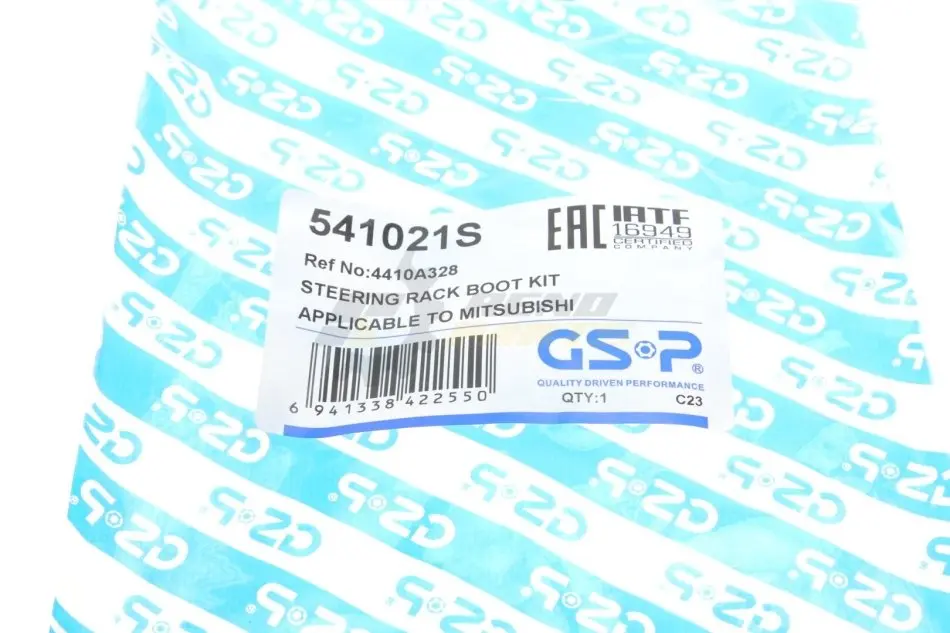 541021S
EAC
IATF
16949
CERTIFIED
COMPANY
Ref No:4410A328
STEERING RACK BOOT KIT
APPLICABLE TO MITSUBISHI
GS·P®
QUALITY DRIVEN PERFORMANCE
6 941338 422550
QTY:1
C23